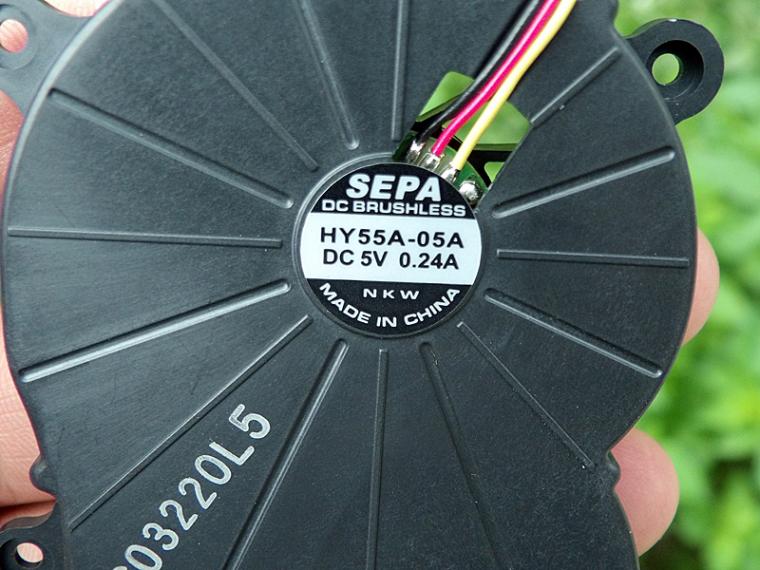 SEPA
DC BRUSHLESS
HY55A-05A
DC 5V 0.24A
NKW
MADE IN CHINA
03220L5